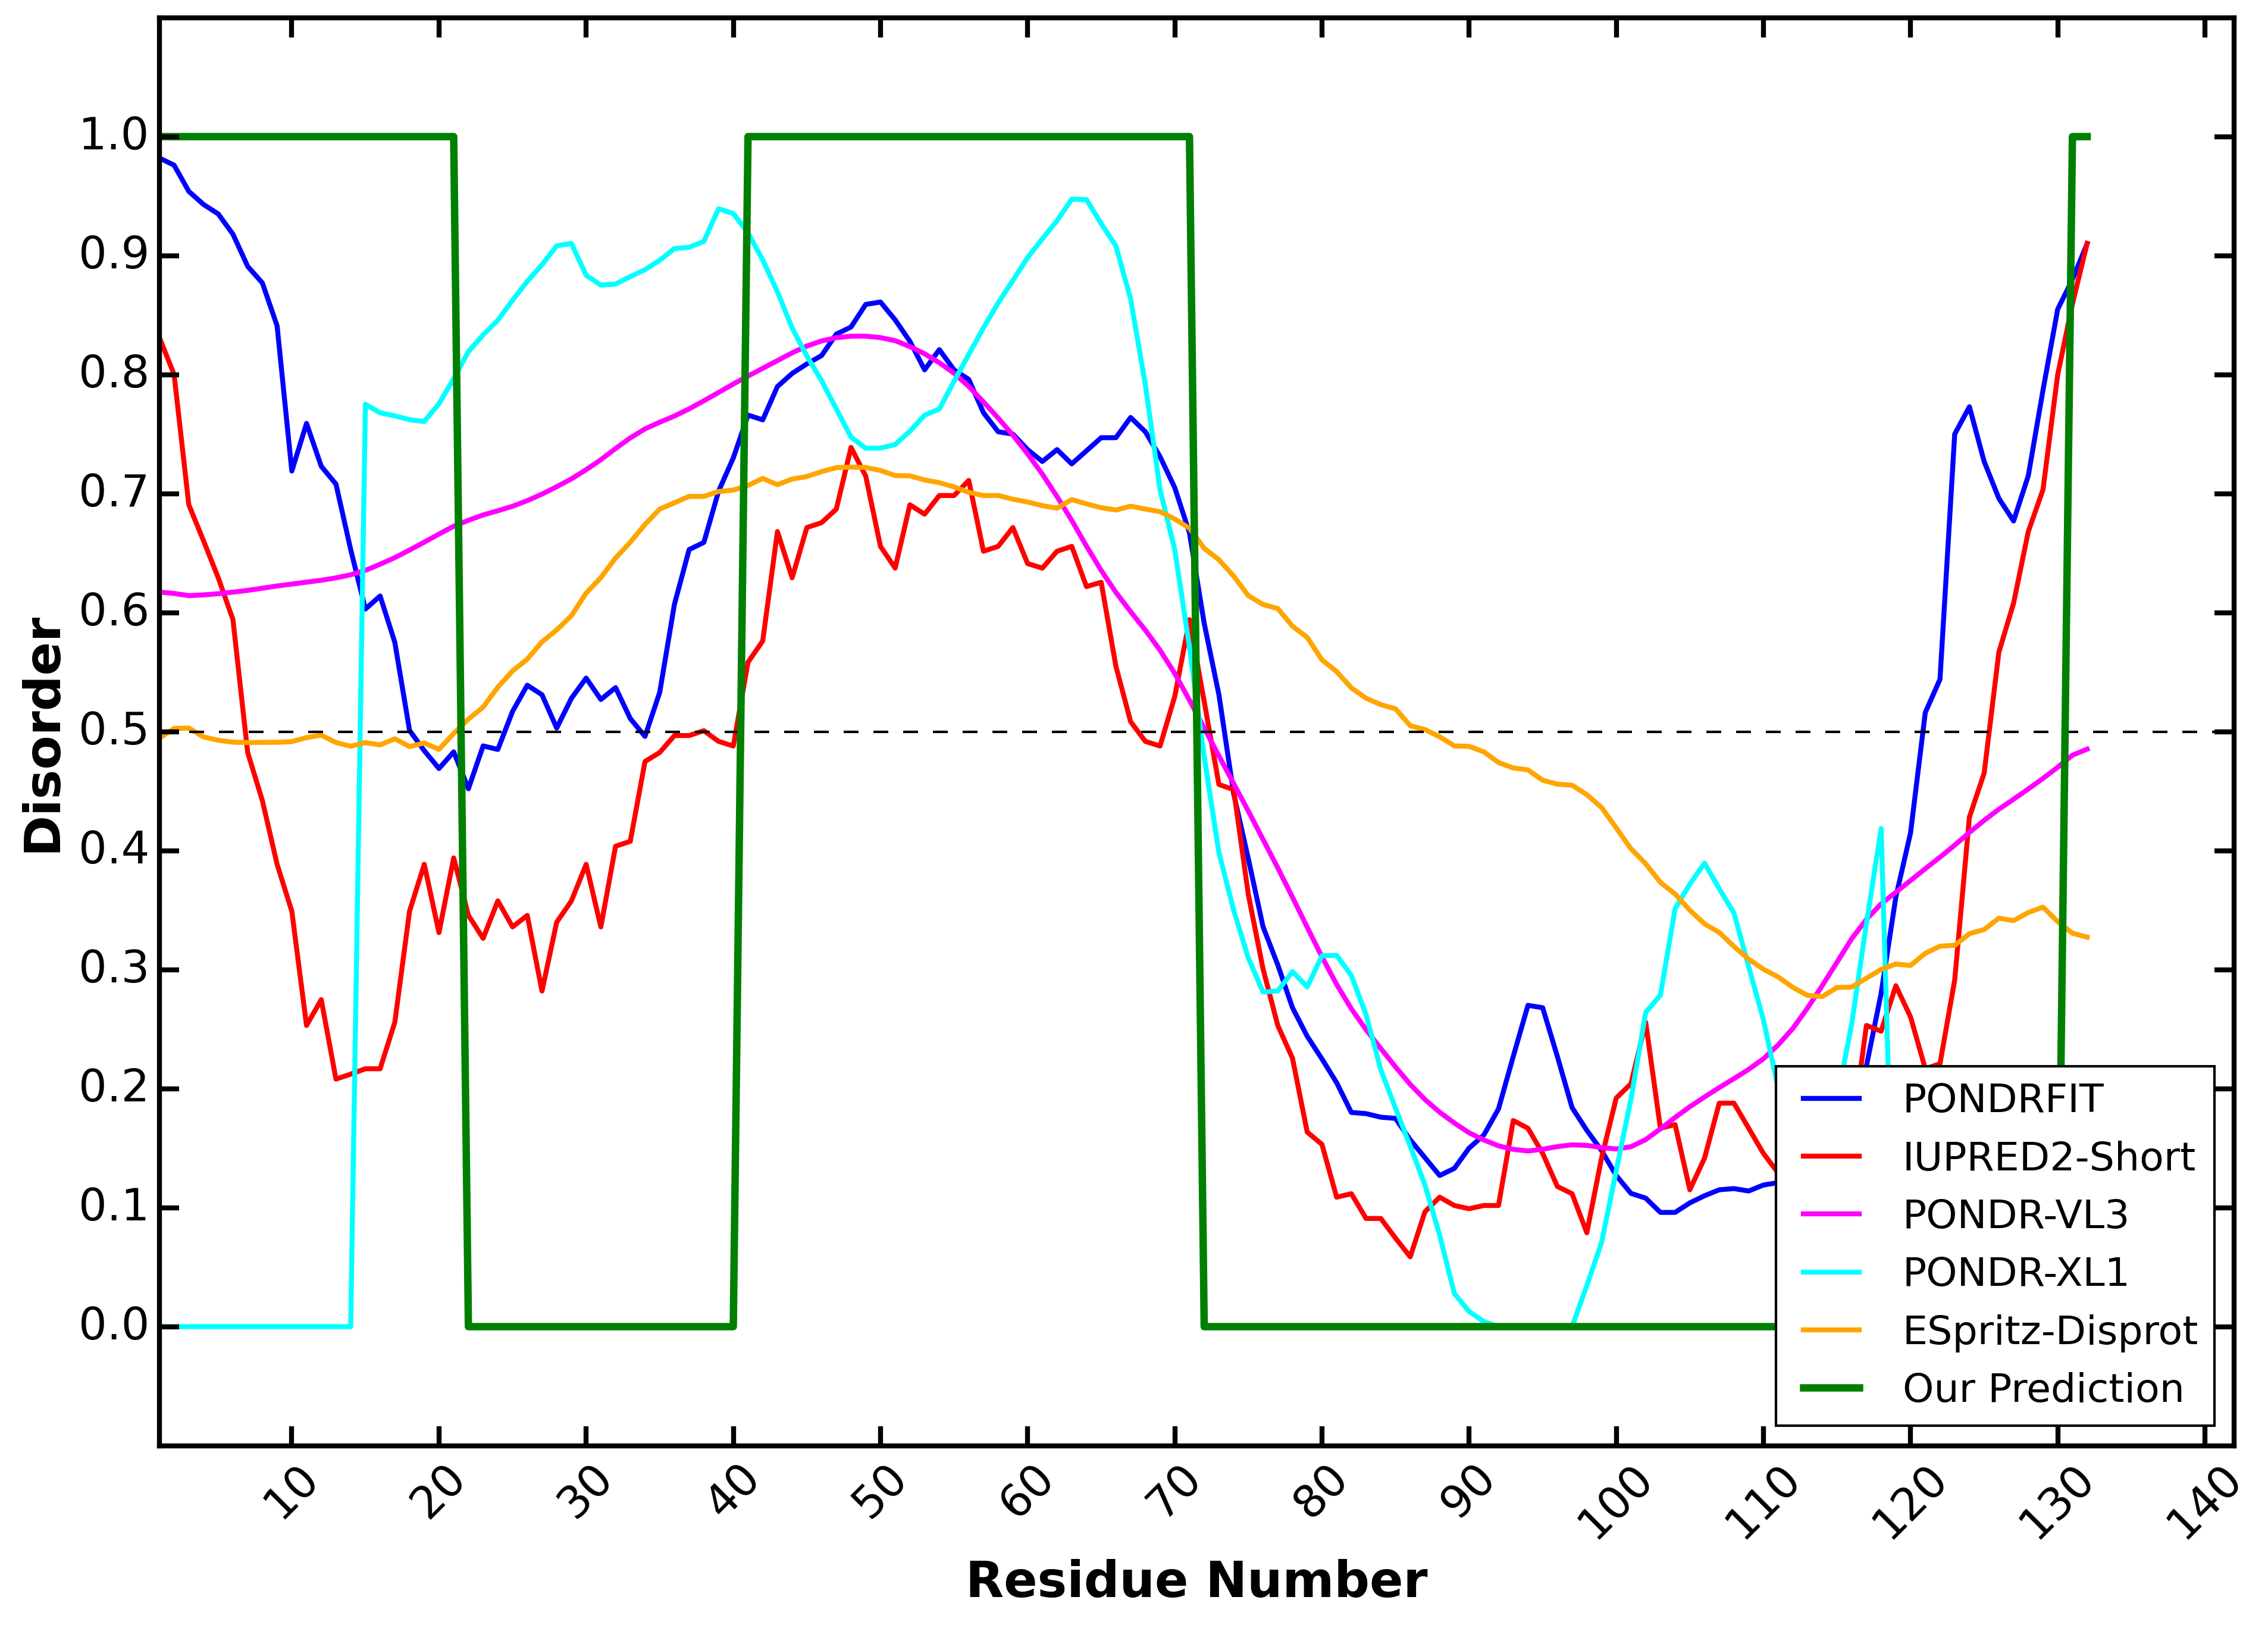 Disorder
1.0
0.9
0.8
0.7
0.6
0.5
0.4
0.3
0.2
0.1
0.0
PONDRFIT
IUPRED2-Short
PONDR-VL3
PONDR-XL1
ESpritz-Disprot
Our Prediction
10 20 30 40 50 60 70 80 90 100 110 120 130 140
Residue Number